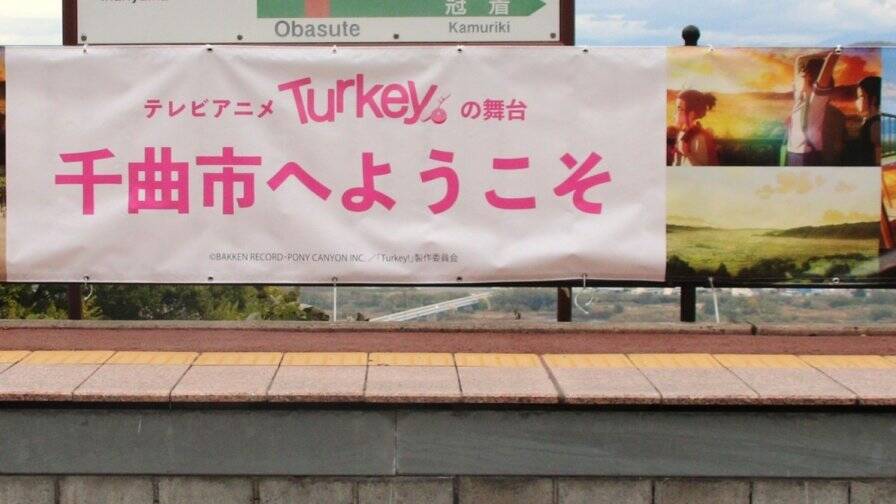 Obasute
冠着
Kamuriki
テレビアニメ Turkey! の舞台
千曲市へようこそ
©BAKKEN RECORD・PONY CANYON INC.／「Turkey!」製作委員会